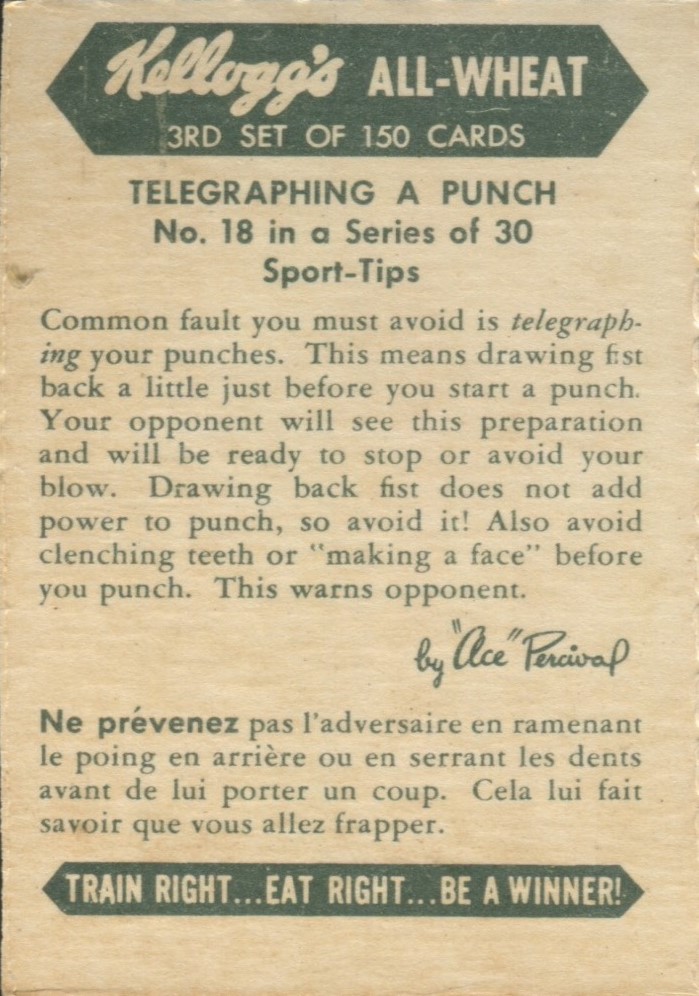 Kellogg's ALL-WHEAT
3RD SET OF 150 CARDS
TELEGRAPHING A PUNCH
No. 18 in a Series of 30
Sport-Tips
Common fault you must avoid is telegraph-
ing your punches. This means drawing fist
back a little just before you start a punch.
Your opponent will see this preparation
and will be ready to stop or avoid your
blow. Drawing back fist does not add
power to punch, so avoid it! Also avoid
clenching teeth or "making a face" before
you punch. This warns opponent.
by "Ace" Percival
Ne prévenez pas l'adversaire en ramenant
le poing en arrière ou en serrant les dents
avant de lui porter un coup. Cela lui fait
savoir que vous allez frapper.
TRAIN RIGHT...EAT RIGHT...BE A WINNER!